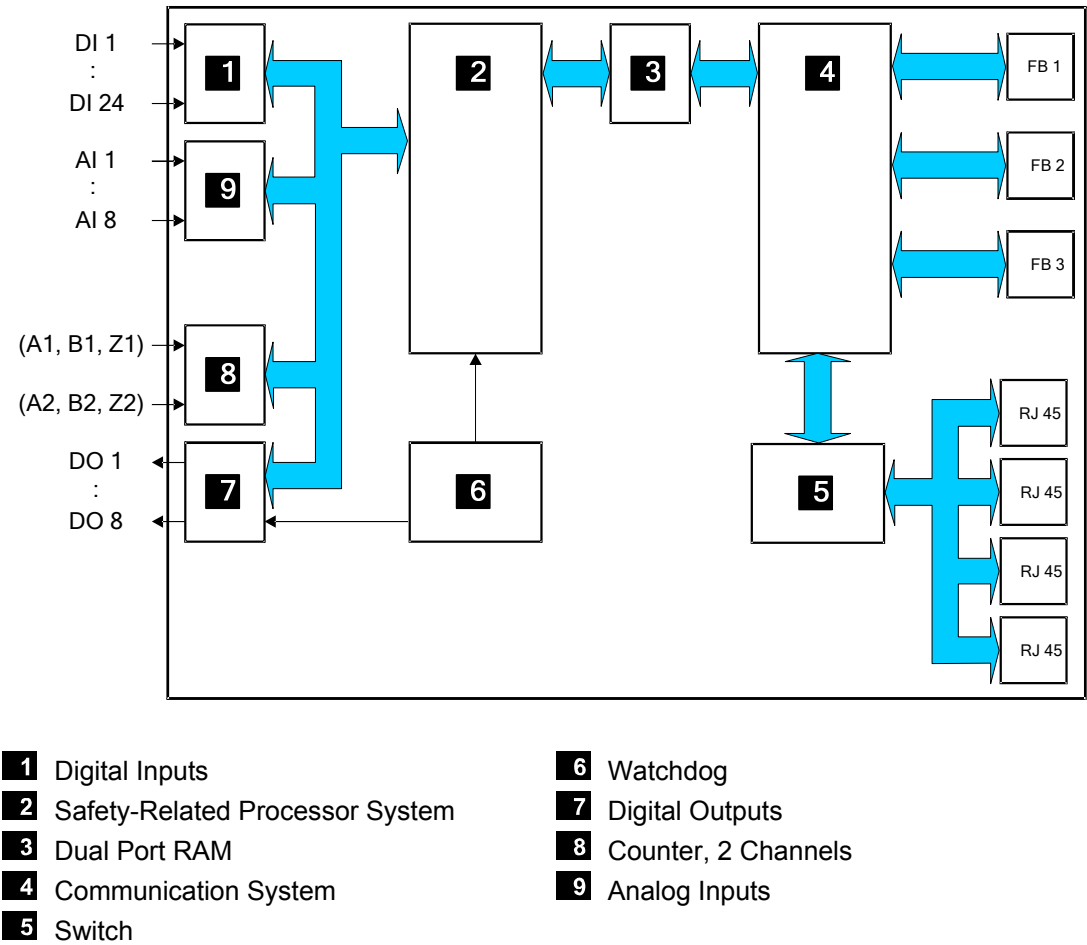 DI 1
:
DI 24
AI 1
:
AI 8
(A1, B1, Z1)
(A2, B2, Z2)
DO 1
:
DO 8
1
9
8
7
2
6
3
4
5
FB 1
FB 2
FB 3
RJ 45
RJ 45
RJ 45
RJ 45
1 Digital Inputs
2 Safety-Related Processor System
3 Dual Port RAM
4 Communication System
5 Switch
6 Watchdog
7 Digital Outputs
8 Counter, 2 Channels
9 Analog Inputs